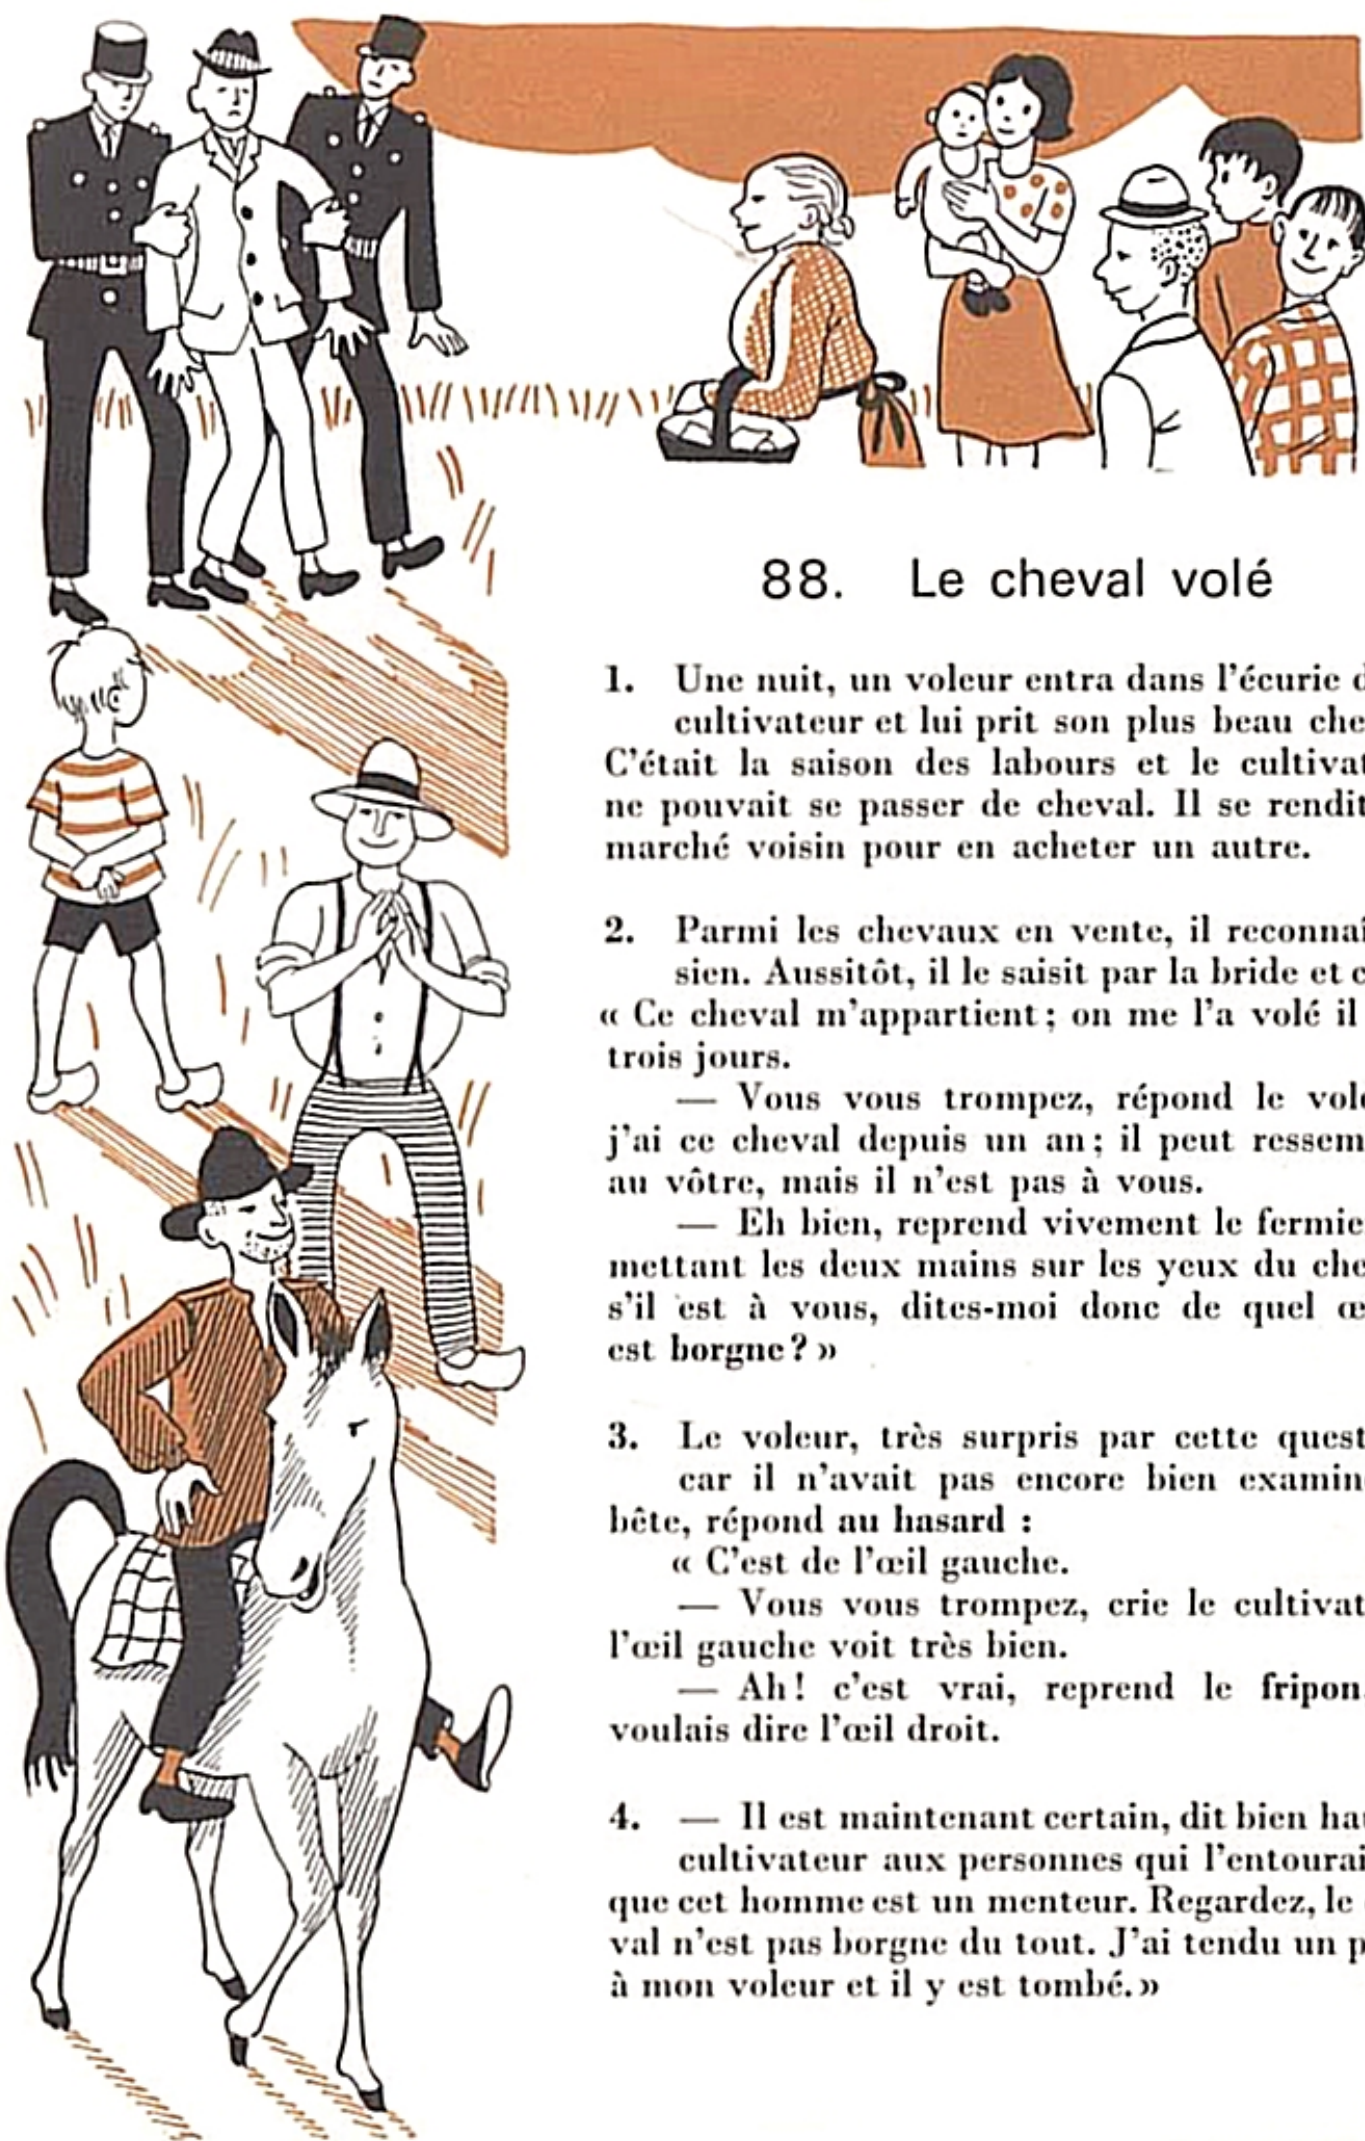 88. Le cheval volé
1. Une nuit, un voleur entra dans l'écurie d
cultivateur et lui prit son plus beau che
C'était la saison des labours et le cultivat
ne pouvait se passer de cheval. Il se rendit
marché voisin pour en acheter un autre.
2. Parmi les chevaux en vente, il reconnai
sien. Aussitôt, il le saisit par la bride et c
« Ce cheval m'appartient ; on me l'a volé il
trois jours.
— Vous vous trompez, répond le vole
j'ai ce cheval depuis un an ; il peut ressem
au vôtre, mais il n'est pas à vous.
— Eh bien, reprend vivement le fermie
mettant les deux mains sur les yeux du che
s'il est à vous, dites-moi donc de quel œ
est borgne ? »
3. Le voleur, très surpris par cette quest
car il n'avait pas encore bien examin
bête, répond au hasard :
« C'est de l'œil gauche.
— Vous vous trompez, crie le cultivat
l'œil gauche voit très bien.
— Ah ! c'est vrai, reprend le fripon.
voulais dire l'œil droit.
4. — Il est maintenant certain, dit bien hau
cultivateur aux personnes qui l'entourai
que cet homme est un menteur. Regardez, le
val n'est pas borgne du tout. J'ai tendu un p
à mon voleur et il y est tombé. »